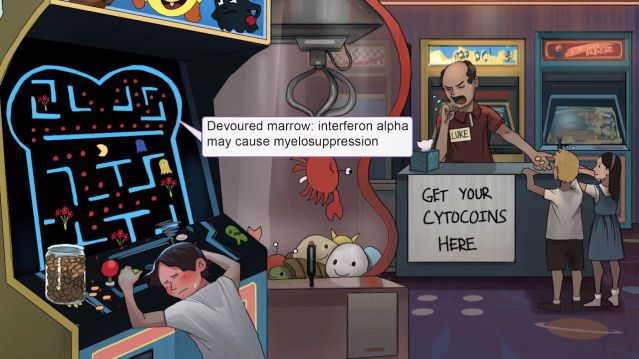 Devoured marrow: interferon alpha
may cause myelosuppression
LUKE
GET YOUR
CYTOCOINS
HERE